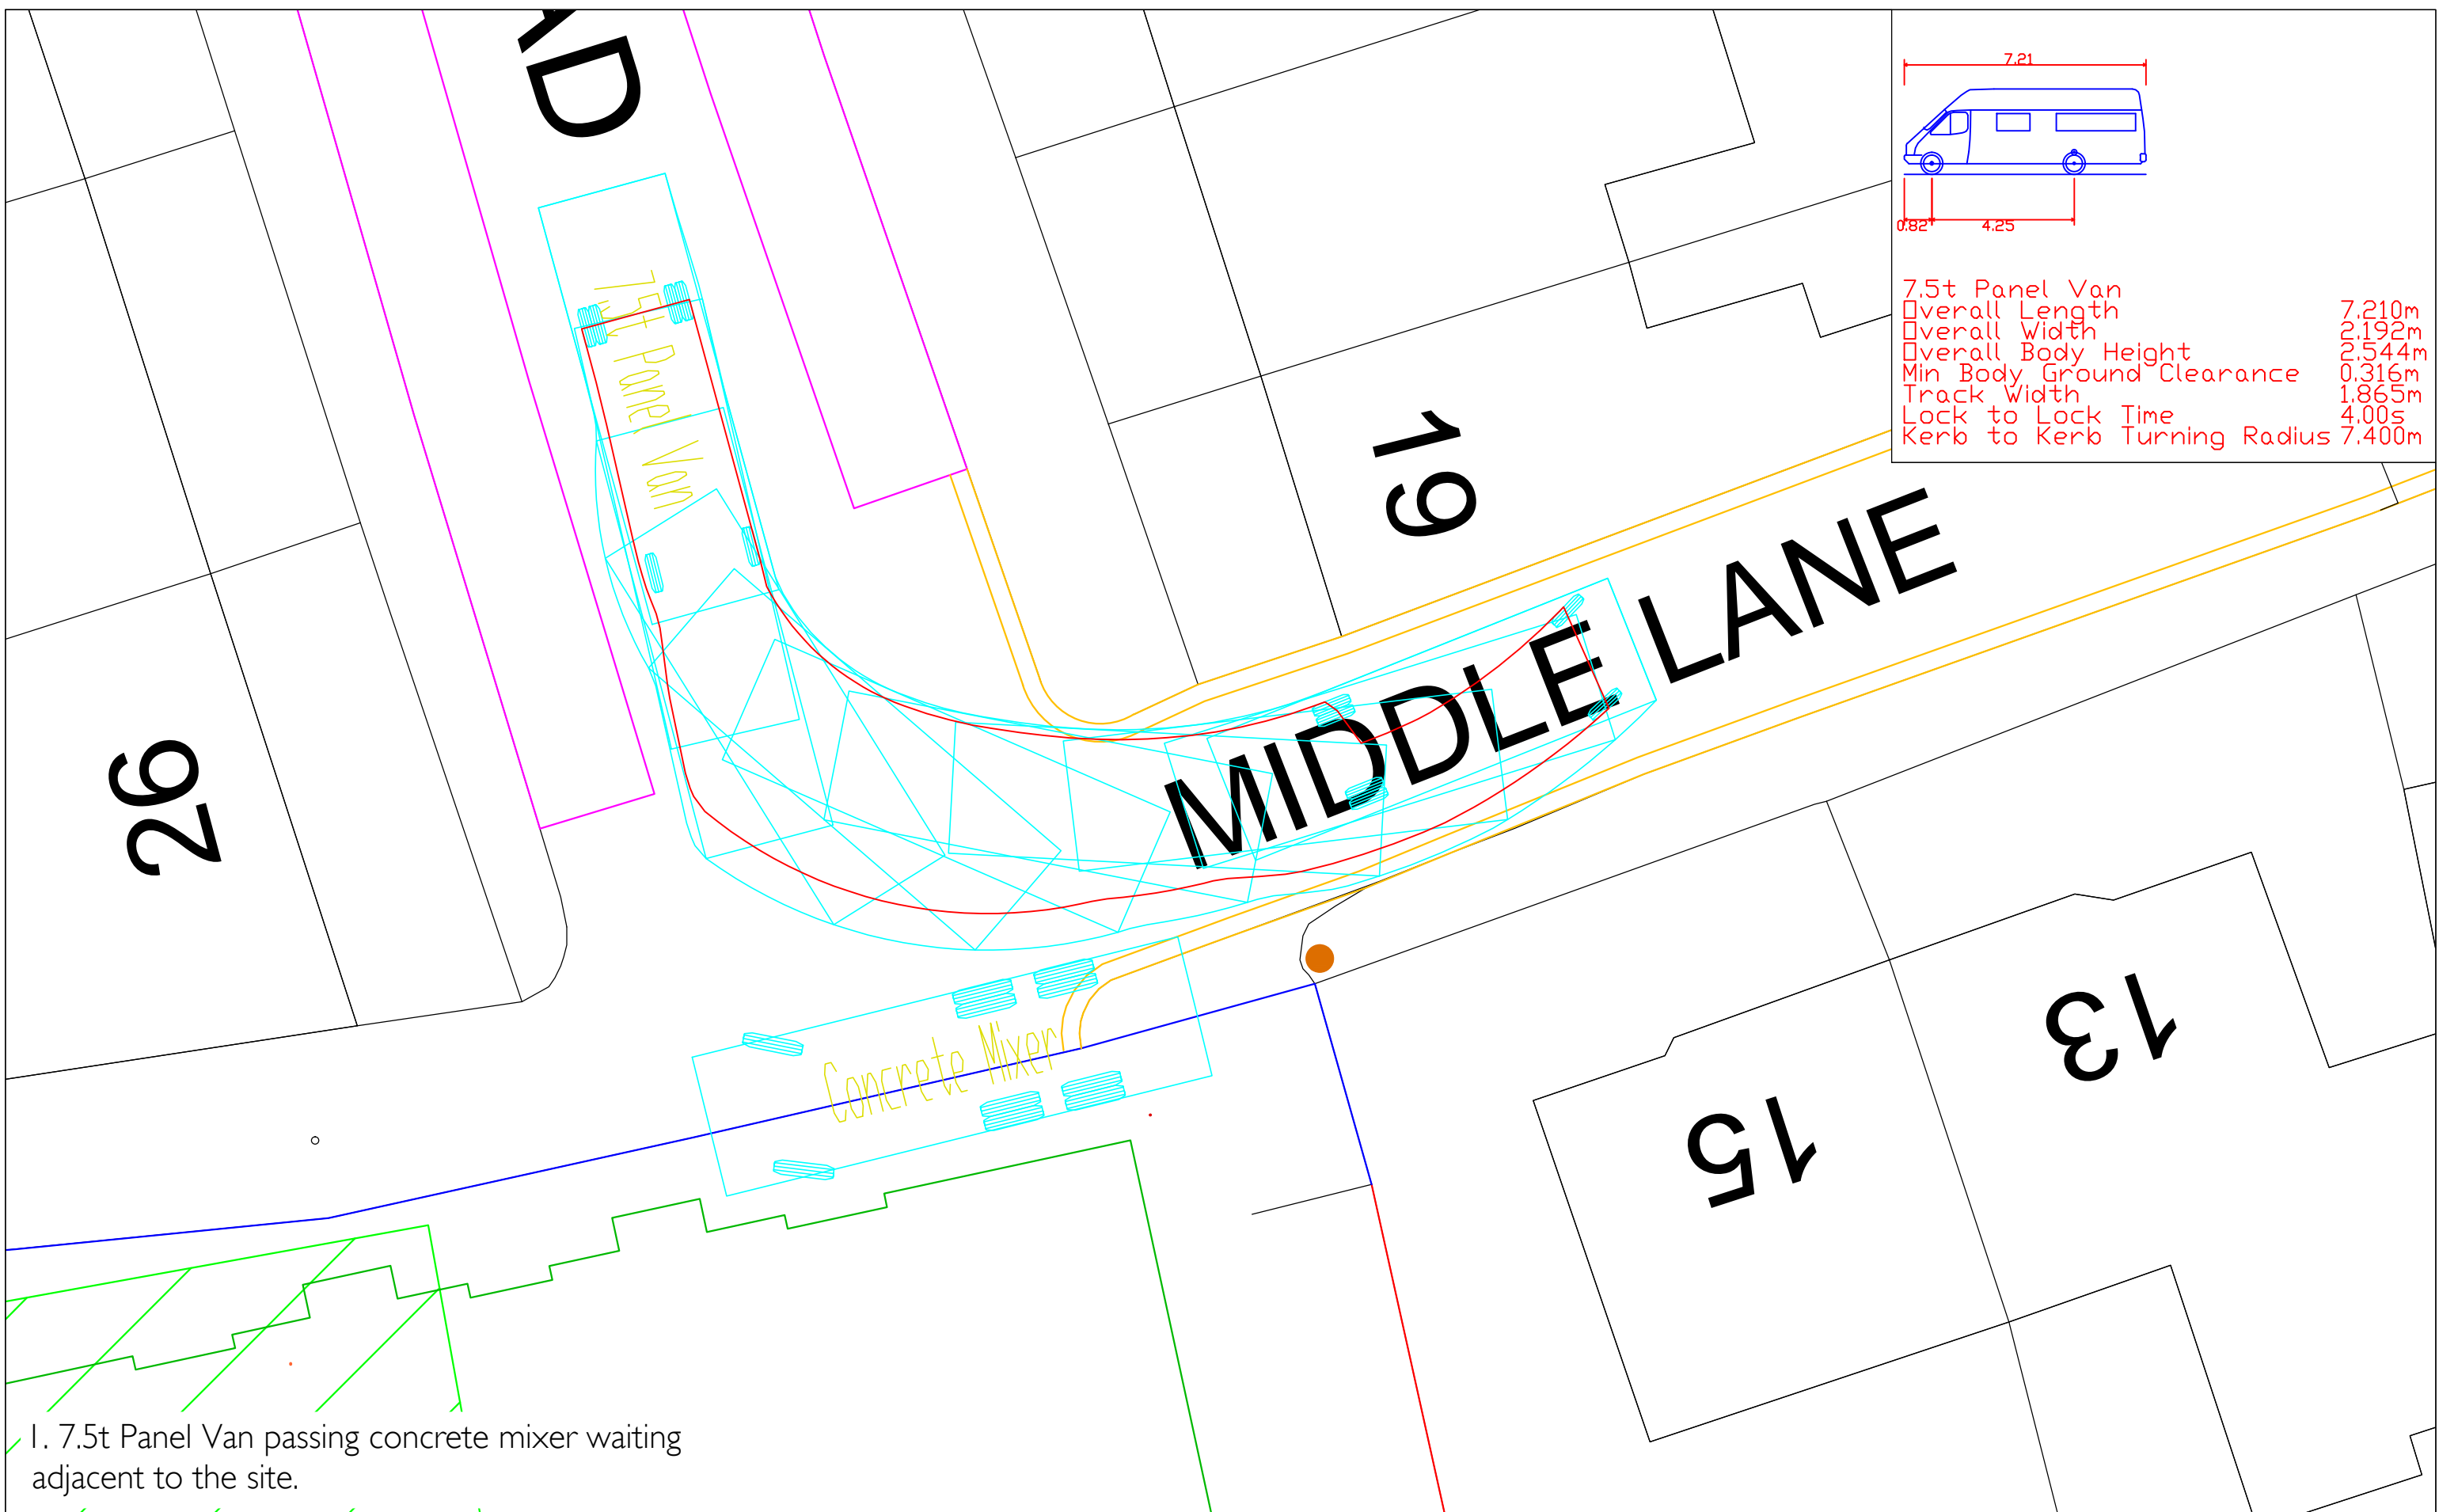 AD
7.21
0.82
4.25
7.5t Panel Van
Overall Length 7.210m
Overall Width 2.192m
Overall Body Height 2.544m
Min Body Ground Clearance 0.316m
Track Width 1.865m
Lock to Lock Time 4.00s
Kerb to Kerb Turning Radius 7.400m
7.5t Panel Van
19
MIDDLE LANE
26
Concrete Mixer
13
15
1. 7.5t Panel Van passing concrete mixer waiting
adjacent to the site.